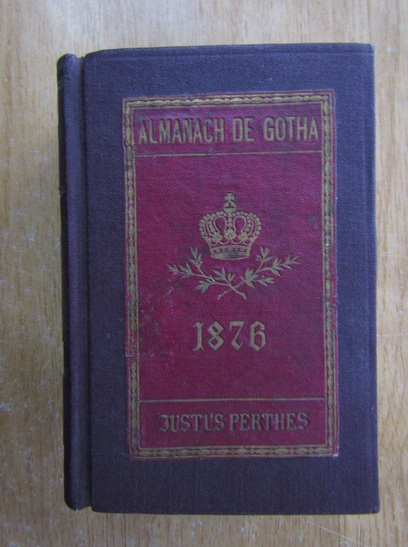 ALMANACH DE GOTHA
1876
JUSTUS PERTHES